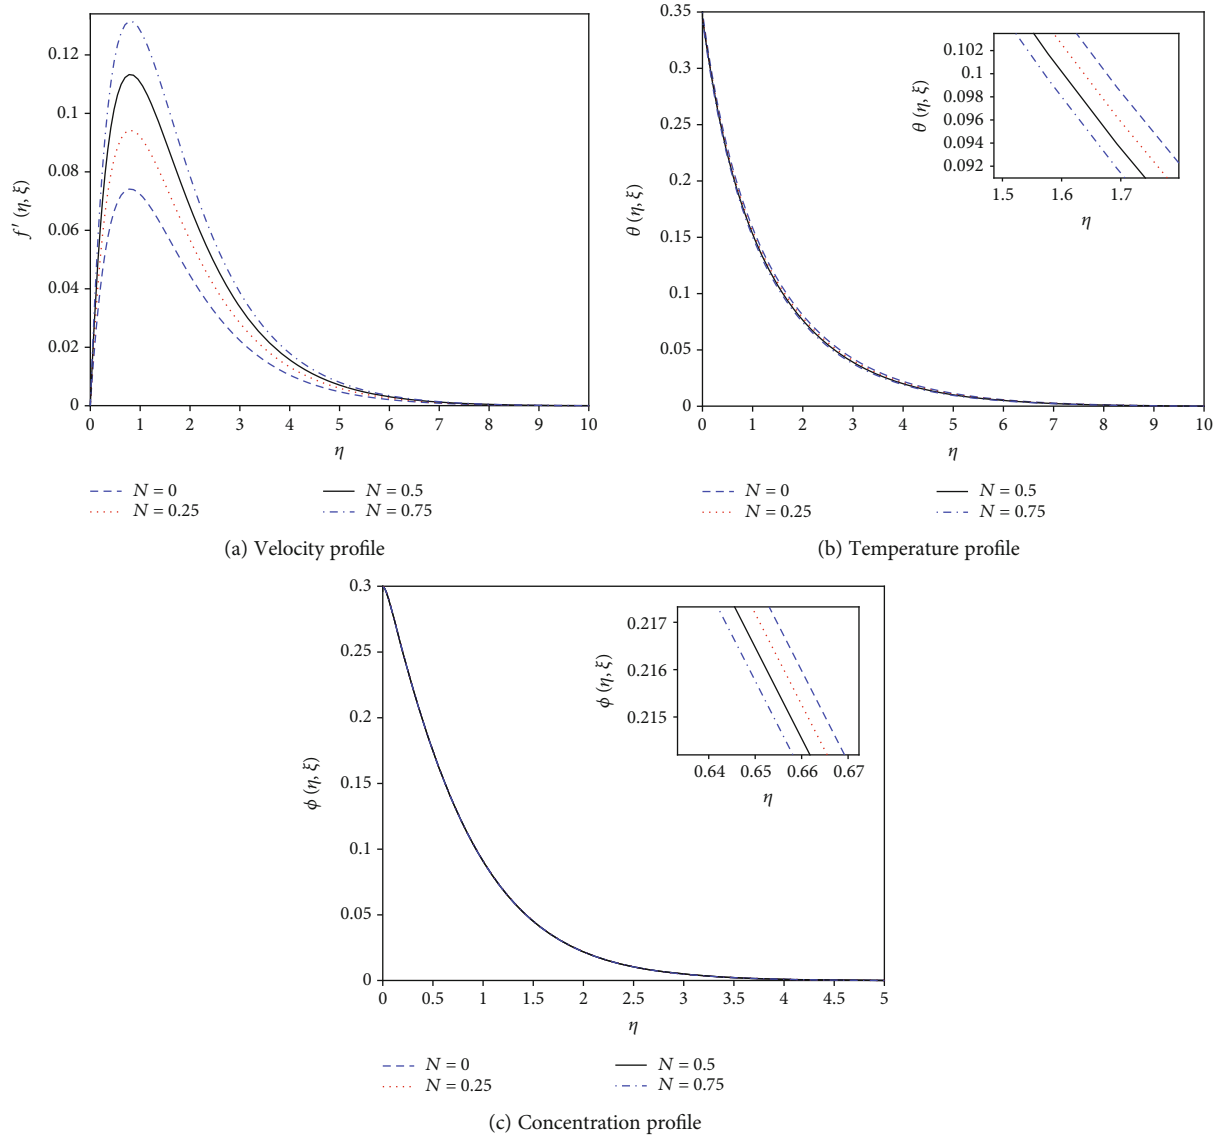 0.12
0.1
0.08
0.06
0.04
0.02
0
f′ (η, ξ)
0 1 2 3 4 5 6 7 8 9 10
η
N = 0
N = 0.25
N = 0.5
N = 0.75
(a) Velocity profile
0.35
0.3
0.25
0.2
0.15
0.1
0.05
0
θ (η, ξ)
0 1 2 3 4 5 6 7 8 9 10
η
0.102
0.1
0.098
0.096
0.094
0.092
θ (η, ξ)
1.5 1.6 1.7
η
N = 0
N = 0.25
N = 0.5
N = 0.75
(b) Temperature profile
0.3
0.25
0.2
0.15
0.1
0.05
0
ϕ (η, ξ)
0 0.5 1 1.5 2 2.5 3 3.5 4 4.5 5
η
0.217
0.216
0.215
ϕ (η, ξ)
0.64 0.65 0.66 0.67
η
N = 0
N = 0.25
N = 0.5
N = 0.75
(c) Concentration profile